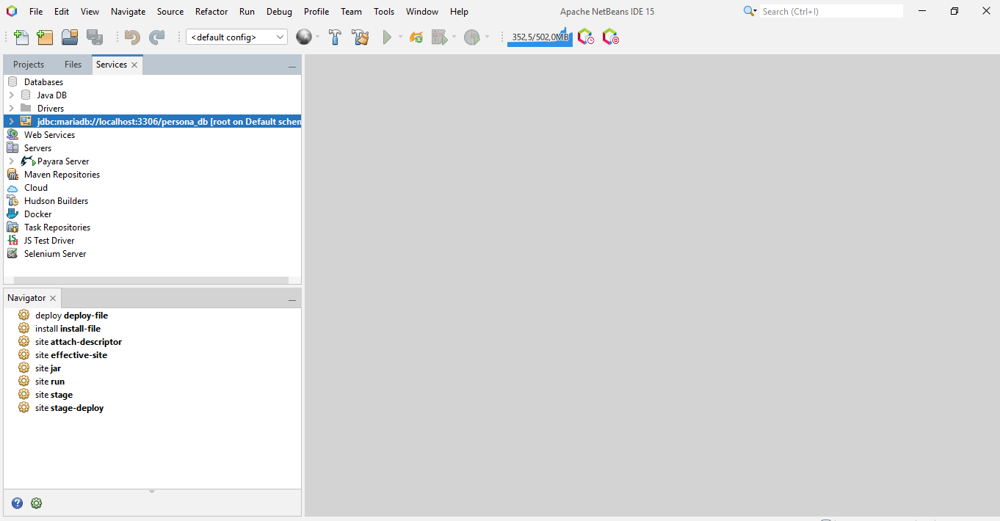 File Edit View Navigate Source Refactor Run Debug Profile Team Tools Window Help Apache NetBeans IDE 15 Search (Ctrl+I)
<default config> 352,5/502,0MB
Projects Files Services
Databases
Java DB
Drivers
jdbc:mariadb://localhost:3306/persona_db [root on Default schem
Web Services
Servers
Payara Server
Maven Repositories
Cloud
Hudson Builders
Docker
Task Repositories
JS Test Driver
Selenium Server
Navigator
deploy deploy-file
install install-file
site attach-descriptor
site effective-site
site jar
site run
site stage
site stage-deploy